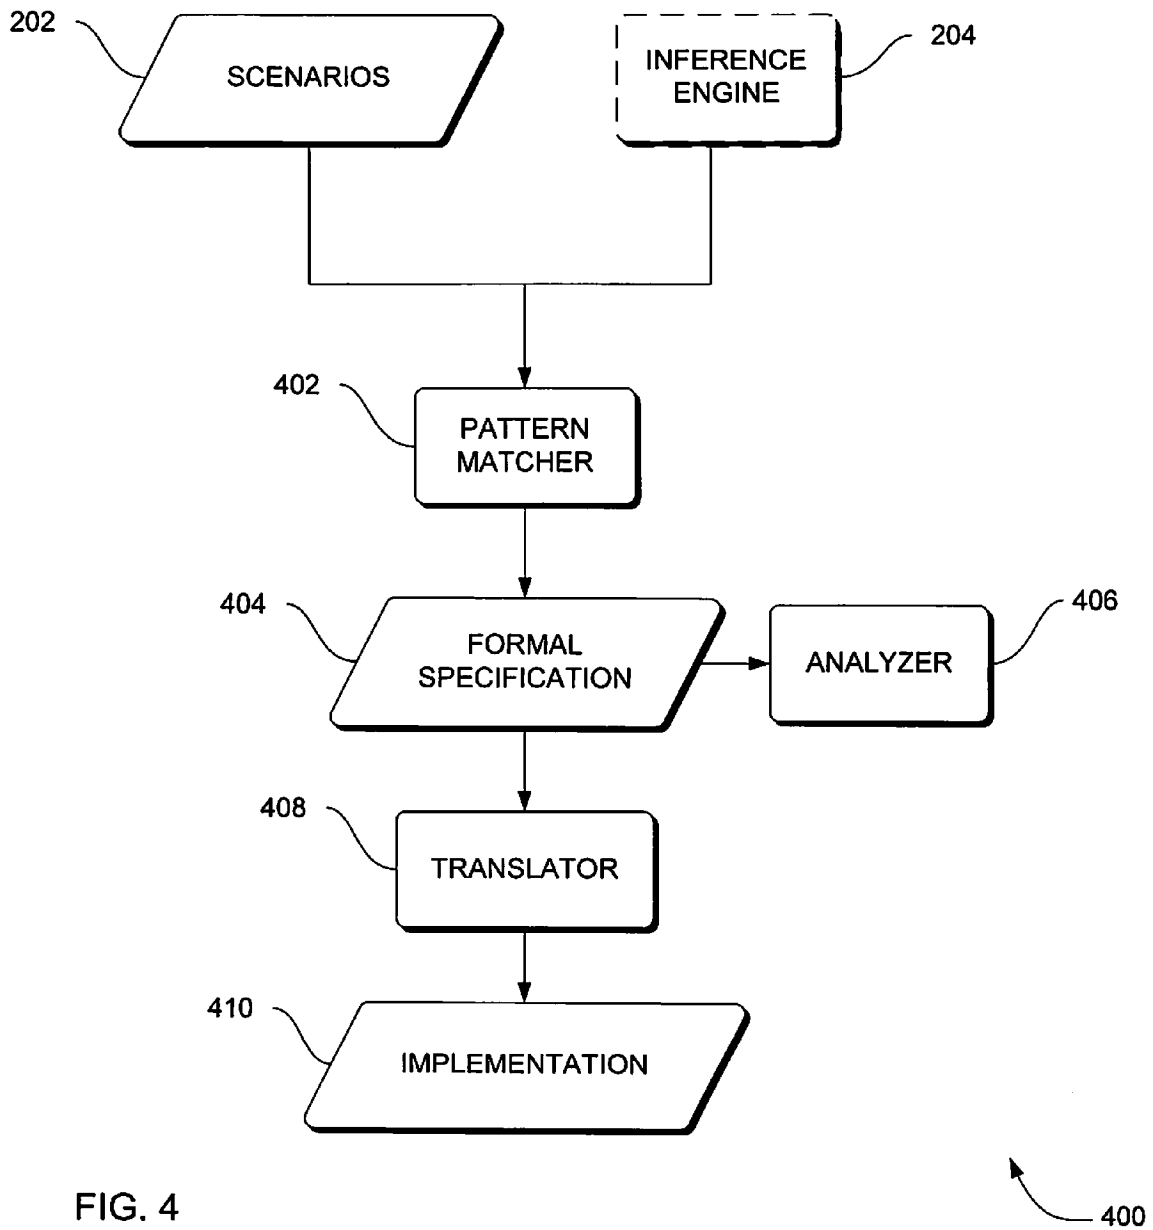 202
SCENARIOS
INFERENCE
ENGINE
204
402
PATTERN
MATCHER
404
FORMAL
SPECIFICATION
ANALYZER
406
408
TRANSLATOR
410
IMPLEMENTATION
FIG. 4
400